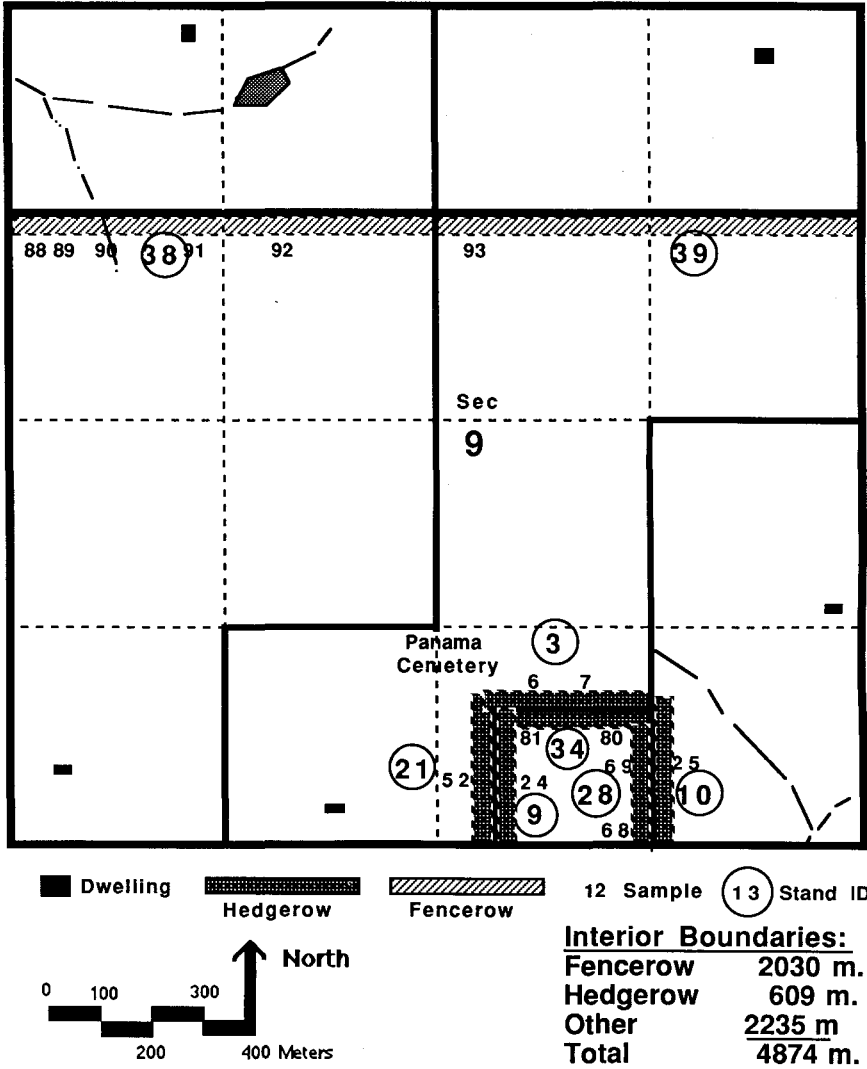 88 89 90 38 91 92 93 39
Sec
9
Panama
Cemetery
3
6 7
81 34 80
21 52 24 69 28 25 10
9
68
Dwelling
Hedgerow
Fencerow
12 Sample
13 Stand ID
North
0 100 300
200 400 Meters
Interior Boundaries:
Fencerow 2030 m.
Hedgerow 609 m.
Other 2235 m
Total 4874 m.